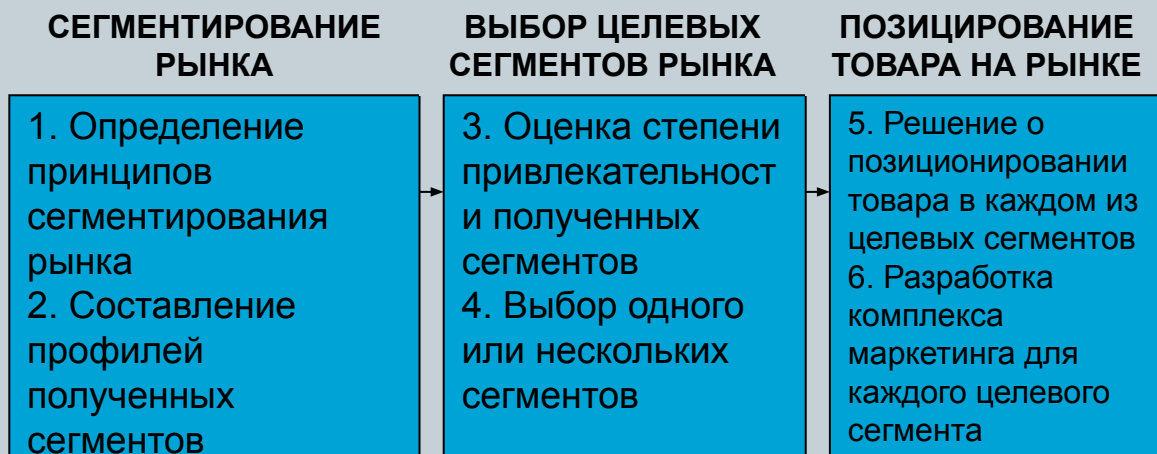 СЕГМЕНТИРОВАНИЕ
РЫНКА
1. Определение
принципов
сегментирования
рынка
2. Составление
профилей
полученных
сегментов
ВЫБОР ЦЕЛЕВЫХ
СЕГМЕНТОВ РЫНКА
3. Оценка степени
привлекательност
и полученных
сегментов
4. Выбор одного
или нескольких
сегментов
ПОЗИЦИРОВАНИЕ
ТОВАРА НА РЫНКЕ
5. Решение о
позиционировании
товара в каждом из
целевых сегментов
6. Разработка
комплекса
маркетинга для
каждого целевого
сегмента